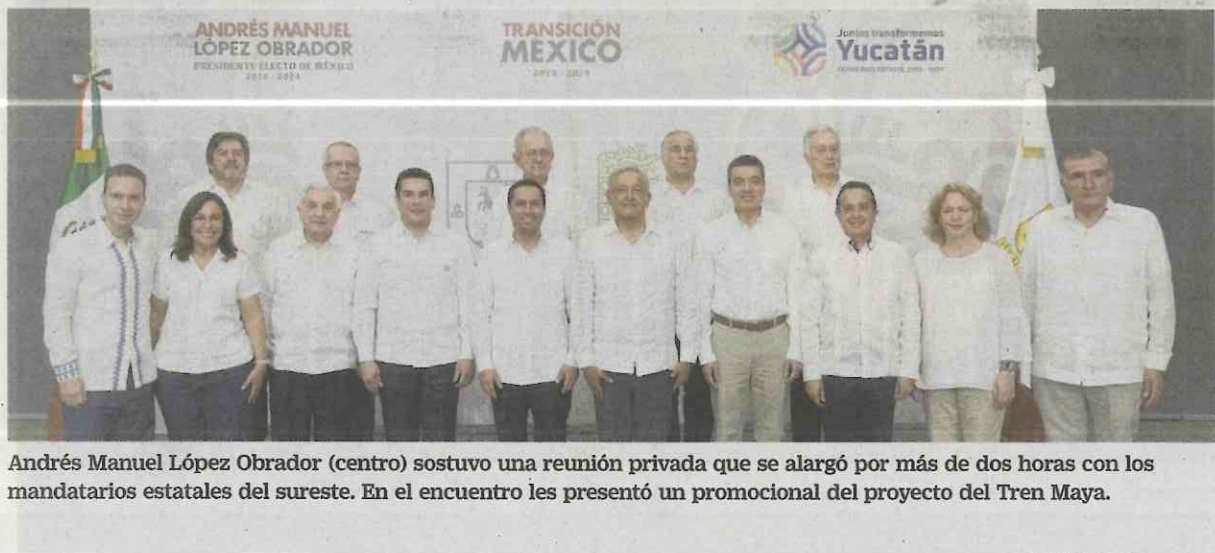 ANDRÉS MANUEL
LÓPEZ OBRADOR
PRESIDENTE ELECTO DE MÉXICO
2018 - 2024
TRANSICIÓN
MÉXICO
2018 - 2024
Juntos transformemos
Yucatán
Andrés Manuel López Obrador (centro) sostuvo una reunión privada que se alargó por más de dos horas con los
mandatarios estatales del sureste. En el encuentro les presentó un promocional del proyecto del Tren Maya.